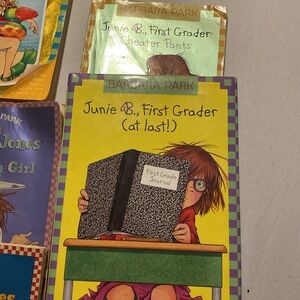 BARBARA PARK
Junie B., First Grader
Cheater Pants
BARBARA PARK
Junie B., First Grader
(at last!)
First Grade
Journal
PARK
Jones
Girl